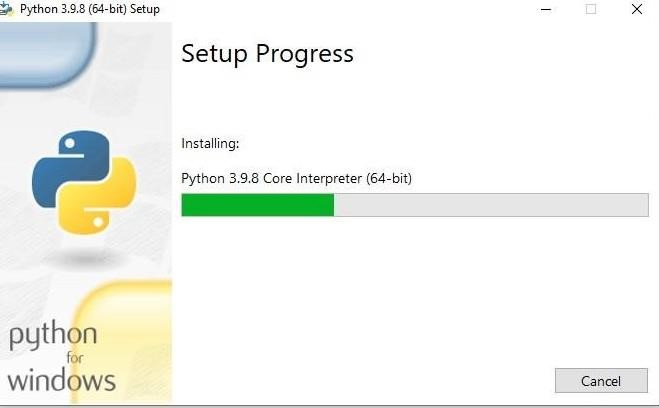 Python 3.9.8 (64-bit) Setup
Setup Progress
Installing:
Python 3.9.8 Core Interpreter (64-bit)
python
for
windows
Cancel